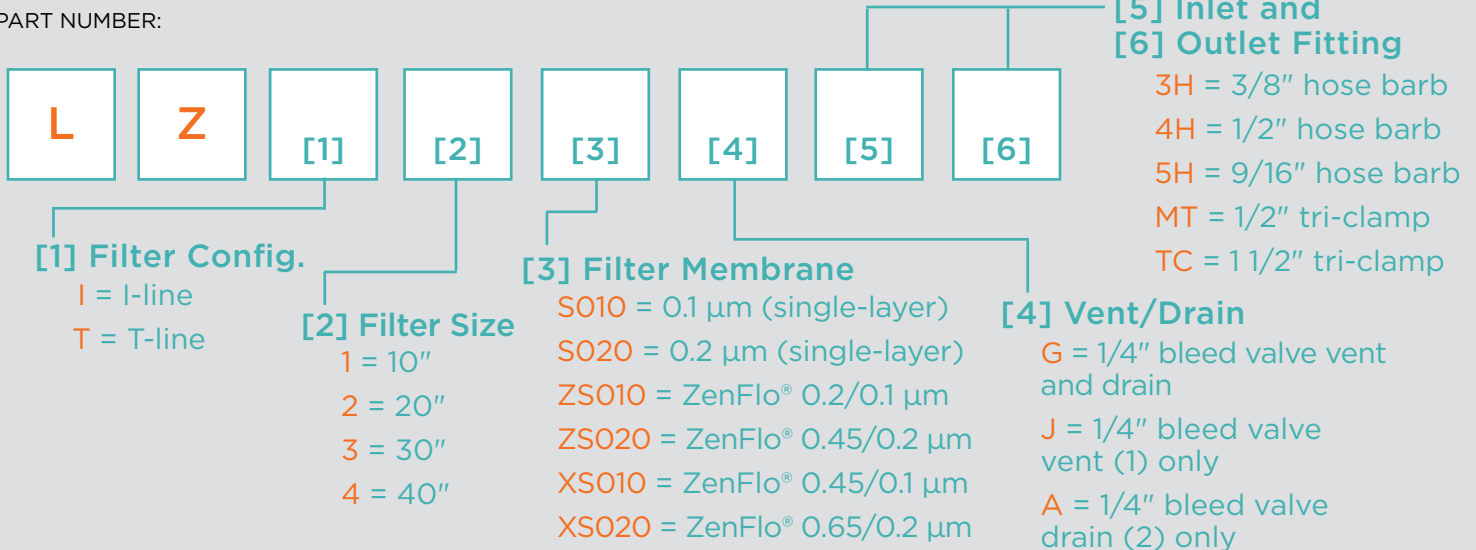 PART NUMBER:
L Z [1] [2] [3] [4] [5] [6]
[1] Filter Config.
I = I-line
T = T-line
[2] Filter Size
1 = 10"
2 = 20"
3 = 30"
4 = 40"
[3] Filter Membrane
S010 = 0.1 µm (single-layer)
S020 = 0.2 µm (single-layer)
ZS010 = ZenFlo® 0.2/0.1 µm
ZS020 = ZenFlo® 0.45/0.2 µm
XS010 = ZenFlo® 0.45/0.1 µm
XS020 = ZenFlo® 0.65/0.2 µm
[4] Vent/Drain
G = 1/4" bleed valve vent
and drain
J = 1/4" bleed valve
vent (1) only
A = 1/4" bleed valve
drain (2) only
[5] Inlet and
[6] Outlet Fitting
3H = 3/8" hose barb
4H = 1/2" hose barb
5H = 9/16" hose barb
MT = 1/2" tri-clamp
TC = 1 1/2" tri-clamp